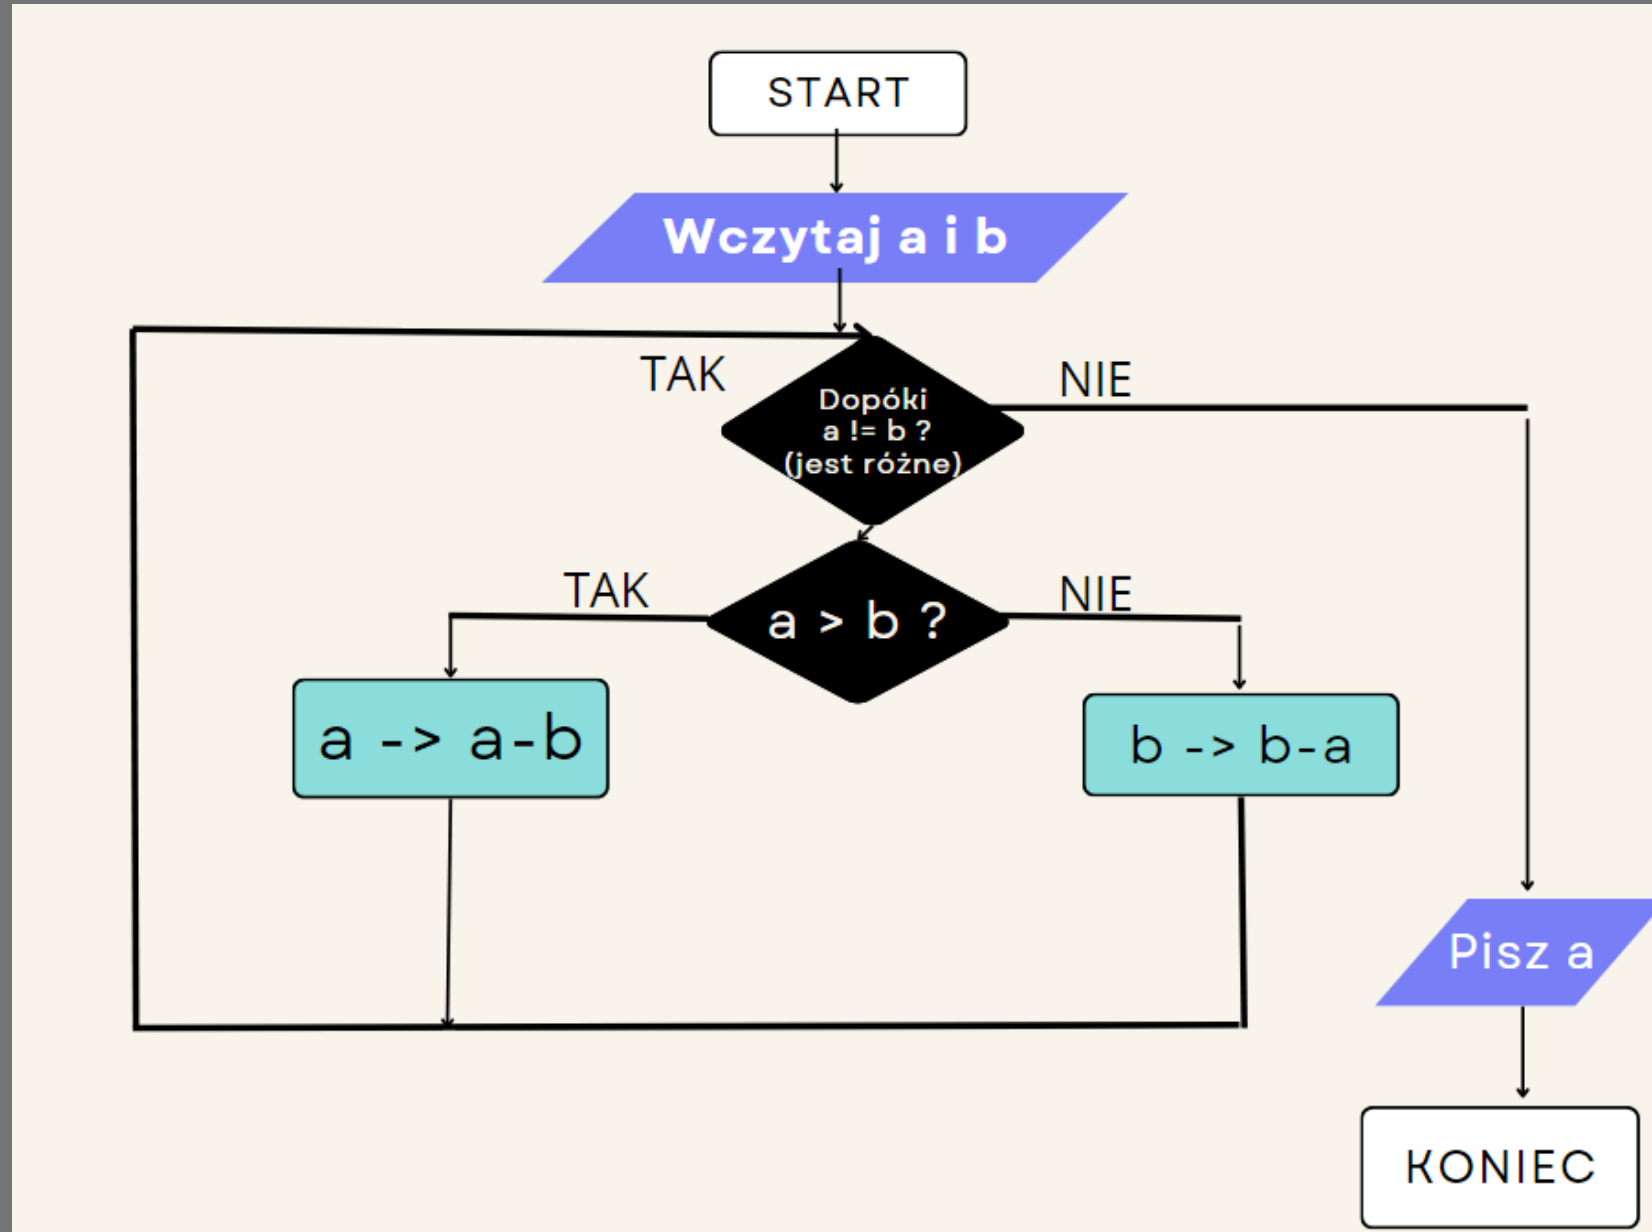 START
Wczytaj a i b
TAK
NIE
Dopóki
a != b ?
(jest różne)
TAK
NIE
a > b ?
a -> a-b
b -> b-a
Pisz a
KONIEC